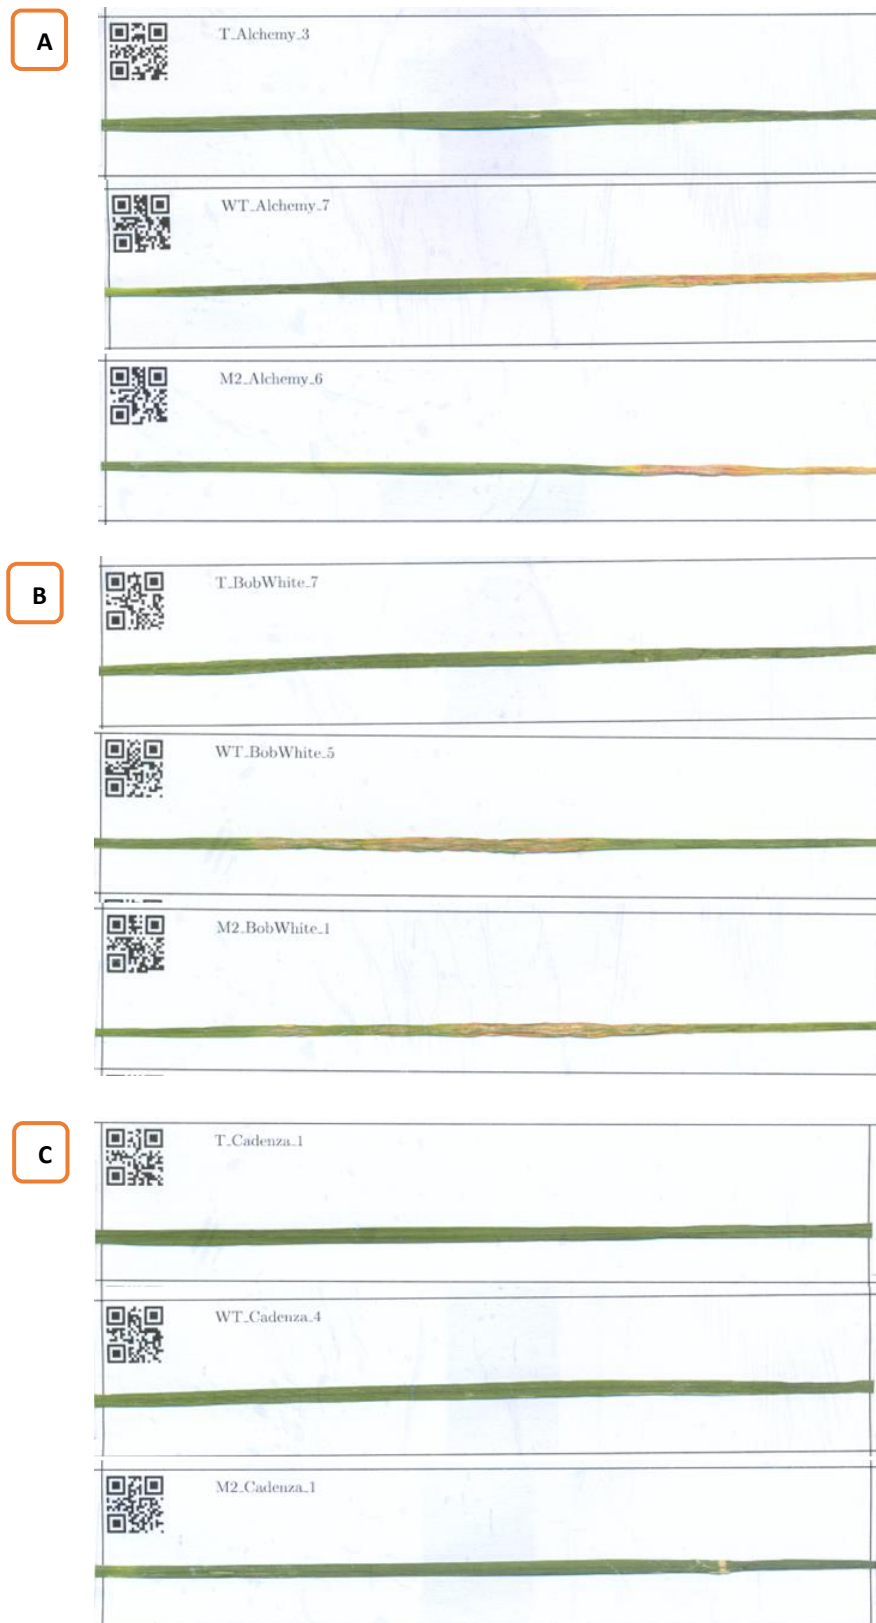 A
T_Alchemy_3
WT_Alchemy_7
M2_Alchemy_6
B
T_BobWhite_7
WT_BobWhite_5
M2_BobWhite_1
C
T_Cadenza_1
WT_Cadenza_4
M2_Cadenza_1